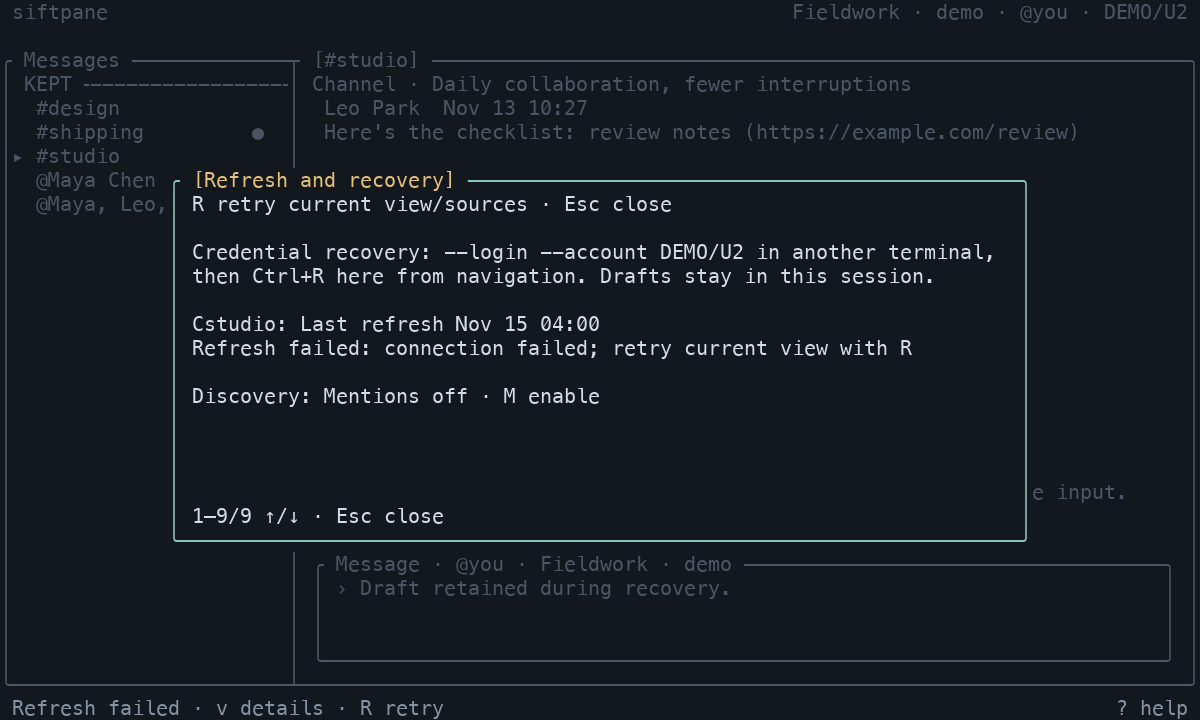 siftpane
Fieldwork · demo · @you · DEMO/U2
Messages
[#studio]
KEPT
Channel · Daily collaboration, fewer interruptions
#design
Leo Park  Nov 13 10:27
#shipping ●
Here's the checklist: review notes (https://example.com/review)
▸ #studio
@Maya Chen
@Maya, Leo,
[Refresh and recovery]
R retry current view/sources · Esc close
Credential recovery: --login --account DEMO/U2 in another terminal,
then Ctrl+R here from navigation. Drafts stay in this session.
Cstudio: Last refresh Nov 15 04:00
Refresh failed: connection failed; retry current view with R
Discovery: Mentions off · M enable
e input.
1–9/9 ↑/↓ · Esc close
Message · @you · Fieldwork · demo
› Draft retained during recovery.
Refresh failed · v details · R retry
? help